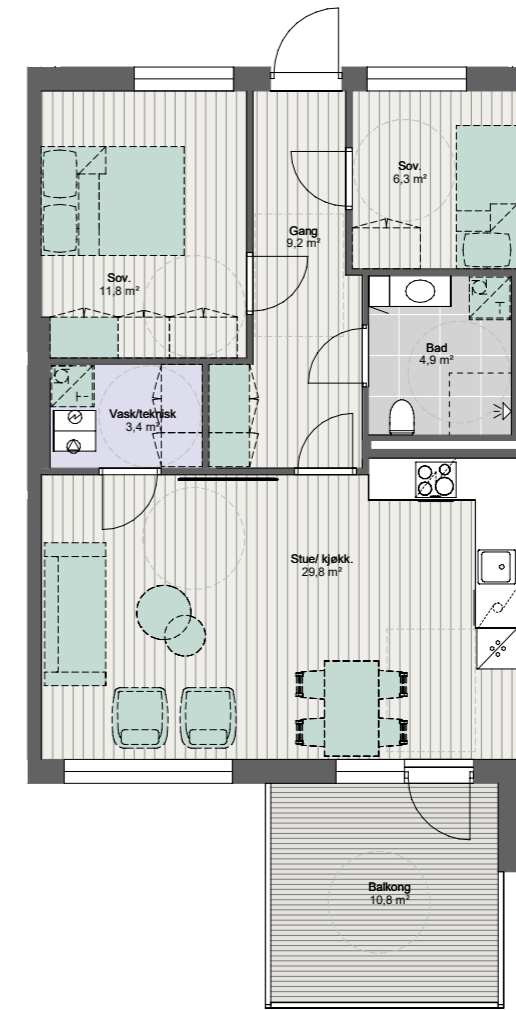 Sov.
6,3 m²
Gang
9,2 m²
Sov.
11,8 m²
Bad
4,9 m²
Vask/teknisk
3,4 m²
Stue/ kjøkk.
29,8 m²
Balkong
10,8 m²